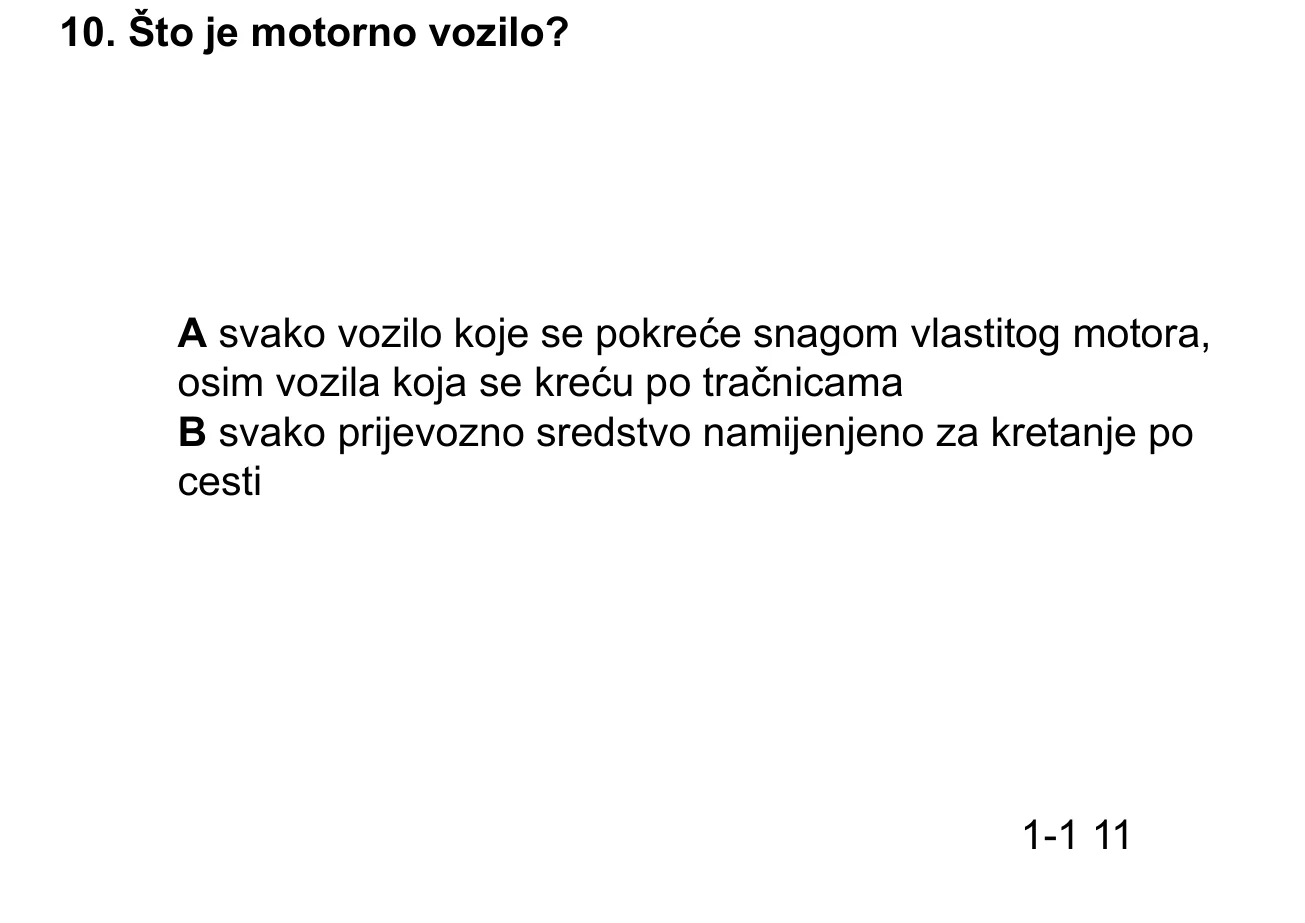 10. Što je motorno vozilo?
A svako vozilo koje se pokreće snagom vlastitog motora,
osim vozila koja se kreću po tračnicama
B svako prijevozno sredstvo namijenjeno za kretanje po
cesti
1-1 11